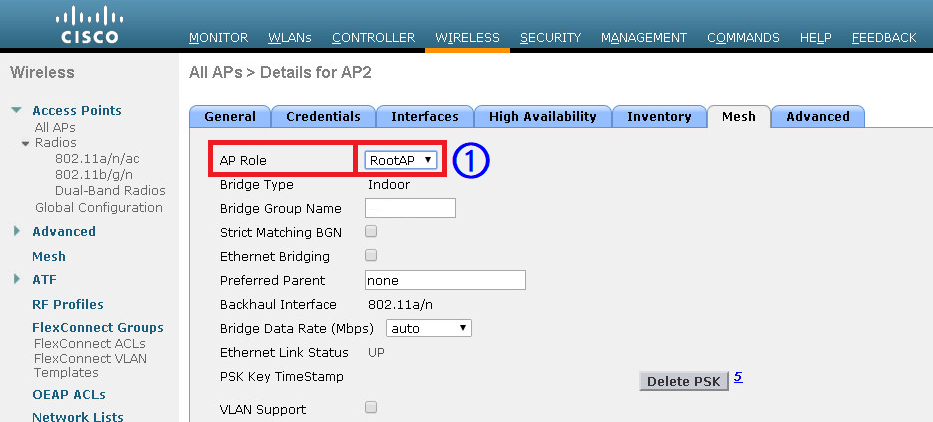 CISCO
MONITOR WLANs CONTROLLER WIRELESS SECURITY MANAGEMENT COMMANDS HELP FEEDBACK
Wireless
Access Points
All APs
Radios
802.11a/n/ac
802.11b/g/n
Dual-Band Radios
Global Configuration
Advanced
Mesh
ATF
RF Profiles
FlexConnect Groups
FlexConnect ACLs
FlexConnect VLAN
Templates
OEAP ACLs
Network Lists
All APs > Details for AP2
General Credentials Interfaces High Availability Inventory Mesh Advanced
AP Role RootAP 1
Bridge Type Indoor
Bridge Group Name
Strict Matching BGN
Ethernet Bridging
Preferred Parent none
Backhaul Interface 802.11a/n
Bridge Data Rate (Mbps) auto
Ethernet Link Status UP
PSK Key TimeStamp Delete PSK 5
VLAN Support